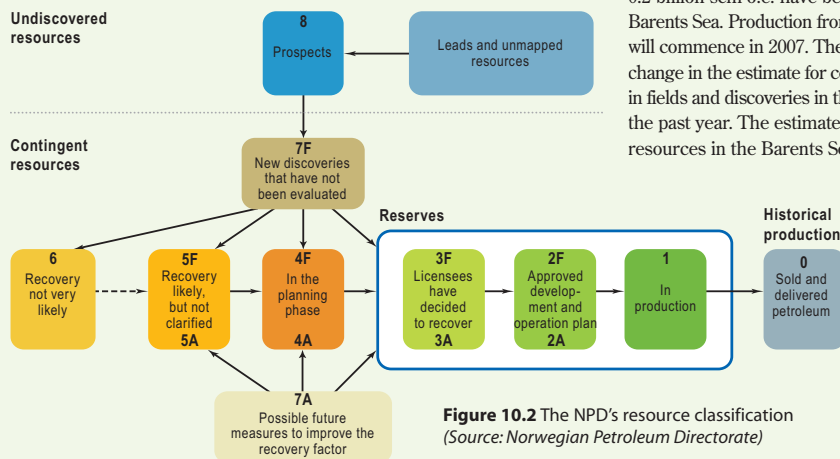 Undiscovered
resources
8
Prospects
Leads and unmapped
resources
Barents Sea. Production from
will commence in 2007. The
change in the estimate for
in fields and discoveries in
the past year. The estimate
resources in the Barents
Contingent
resources
7F
New discoveries
that have not
been evaluated
Reserves
Historical
production
6
Recovery
not very
likely
5F
Recovery
likely,
but not
clarified
5A
4F
In the
planning
phase
4A
3F
Licensees
have
decided
to recover
3A
2F
Approved
develop-
ment and
operation plan
2A
1
In
production
0
Sold and
delivered
petroleum
7A
Possible future
measures to improve the
recovery factor
Figure 10.2 The NPD's resource classification
(Source: Norwegian Petroleum Directorate)